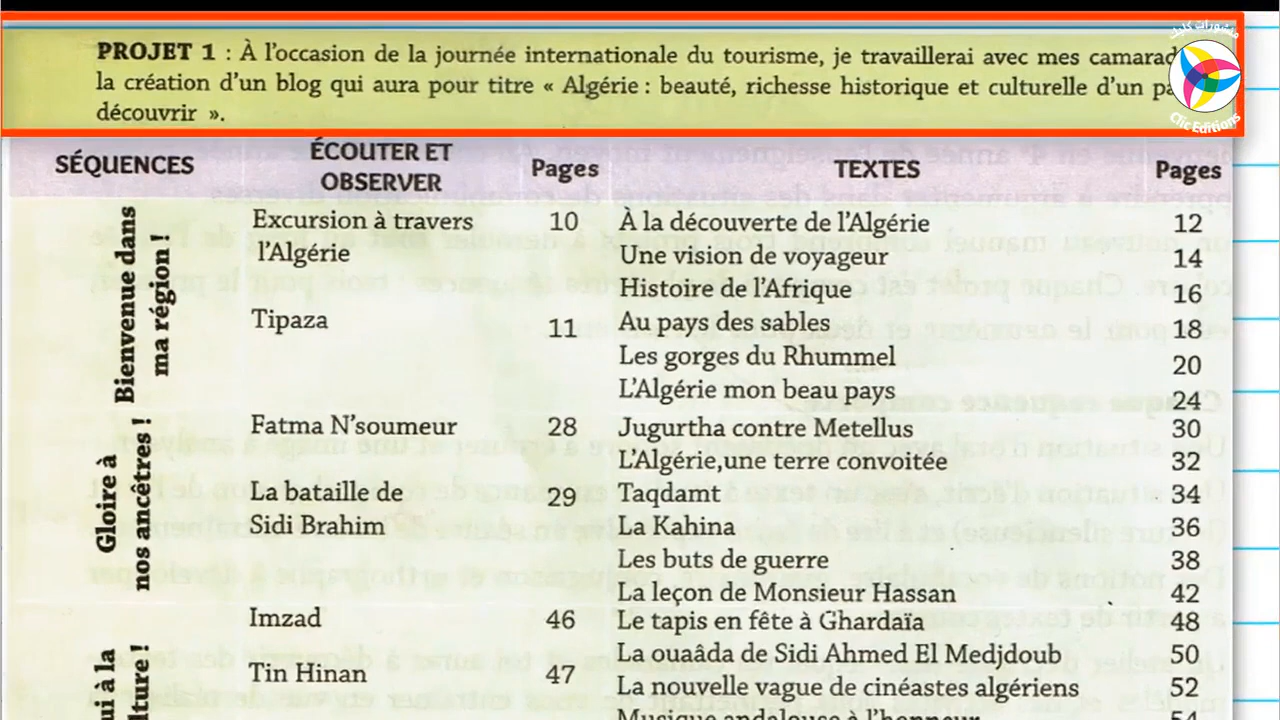 PROJET 1 : À l'occasion de la journée internationale du tourisme, je travaillerai avec mes
la création d'un blog qui aura pour titre « Algérie : beauté, richesse historique et culturelle d'un
découvrir ».
منشورات كليك
Clic Editions
SÉQUENCES ÉCOUTER ET OBSERVER Pages TEXTES Pages
Bienvenue dans ma région !
Excursion à travers 10 À la découverte de l'Algérie 12
l'Algérie Une vision de voyageur 14
Histoire de l'Afrique 16
Tipaza 11 Au pays des sables 18
Les gorges du Rhummel 20
L'Algérie mon beau pays 24
Gloire à nos ancêtres !
Fatma N'soumeur 28 Jugurtha contre Metellus 30
L'Algérie,une terre convoitée 32
La bataille de 29 Taqdamt 34
Sidi Brahim La Kahina 36
Les buts de guerre 38
La leçon de Monsieur Hassan 42
Imzad 46 Le tapis en fête à Ghardaïa 48
La ouaâda de Sidi Ahmed El Medjdoub 50
Tin Hinan 47 La nouvelle vague de cinéastes algériens 52